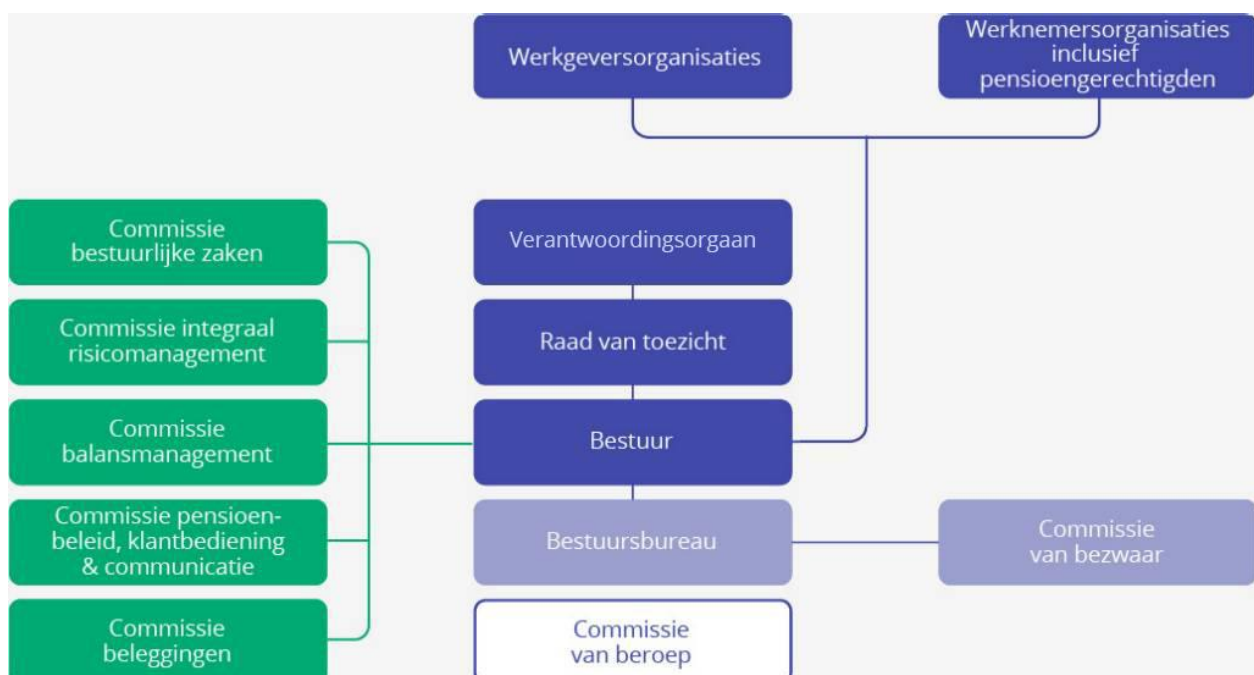 Werkgeversorganisaties
Werknemersorganisaties
inclusief
pensioengerechtigden
Commissie
bestuurlijke zaken
Verantwoordingsorgaan
Commissie integraal
risicomanagement
Raad van toezicht
Commissie
balansmanagement
Bestuur
Commissie pensioen-
beleid, klantbediening
& communicatie
Bestuursbureau
Commissie
van bezwaar
Commissie
beleggingen
Commissie
van beroep